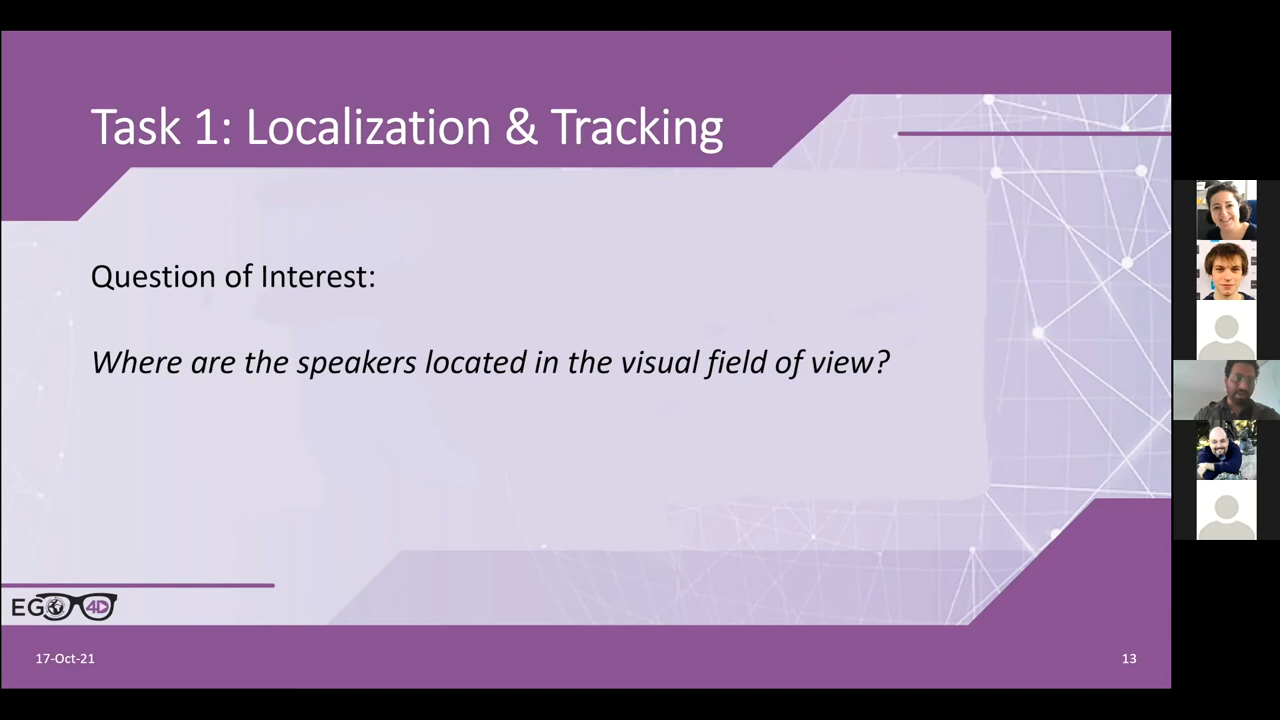 Task 1: Localization & Tracking
Question of Interest:
Where are the speakers located in the visual field of view?
EGO 4D
17-Oct-21
13